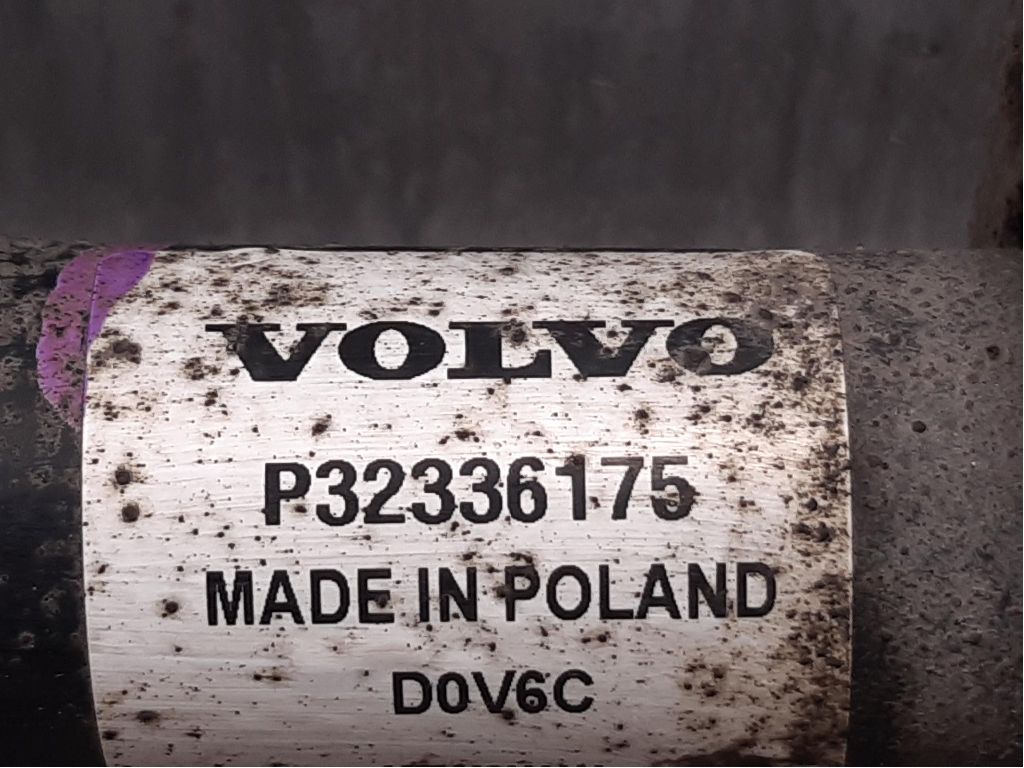 VOLVO
P32336175
MADE IN POLAND
D0V6C